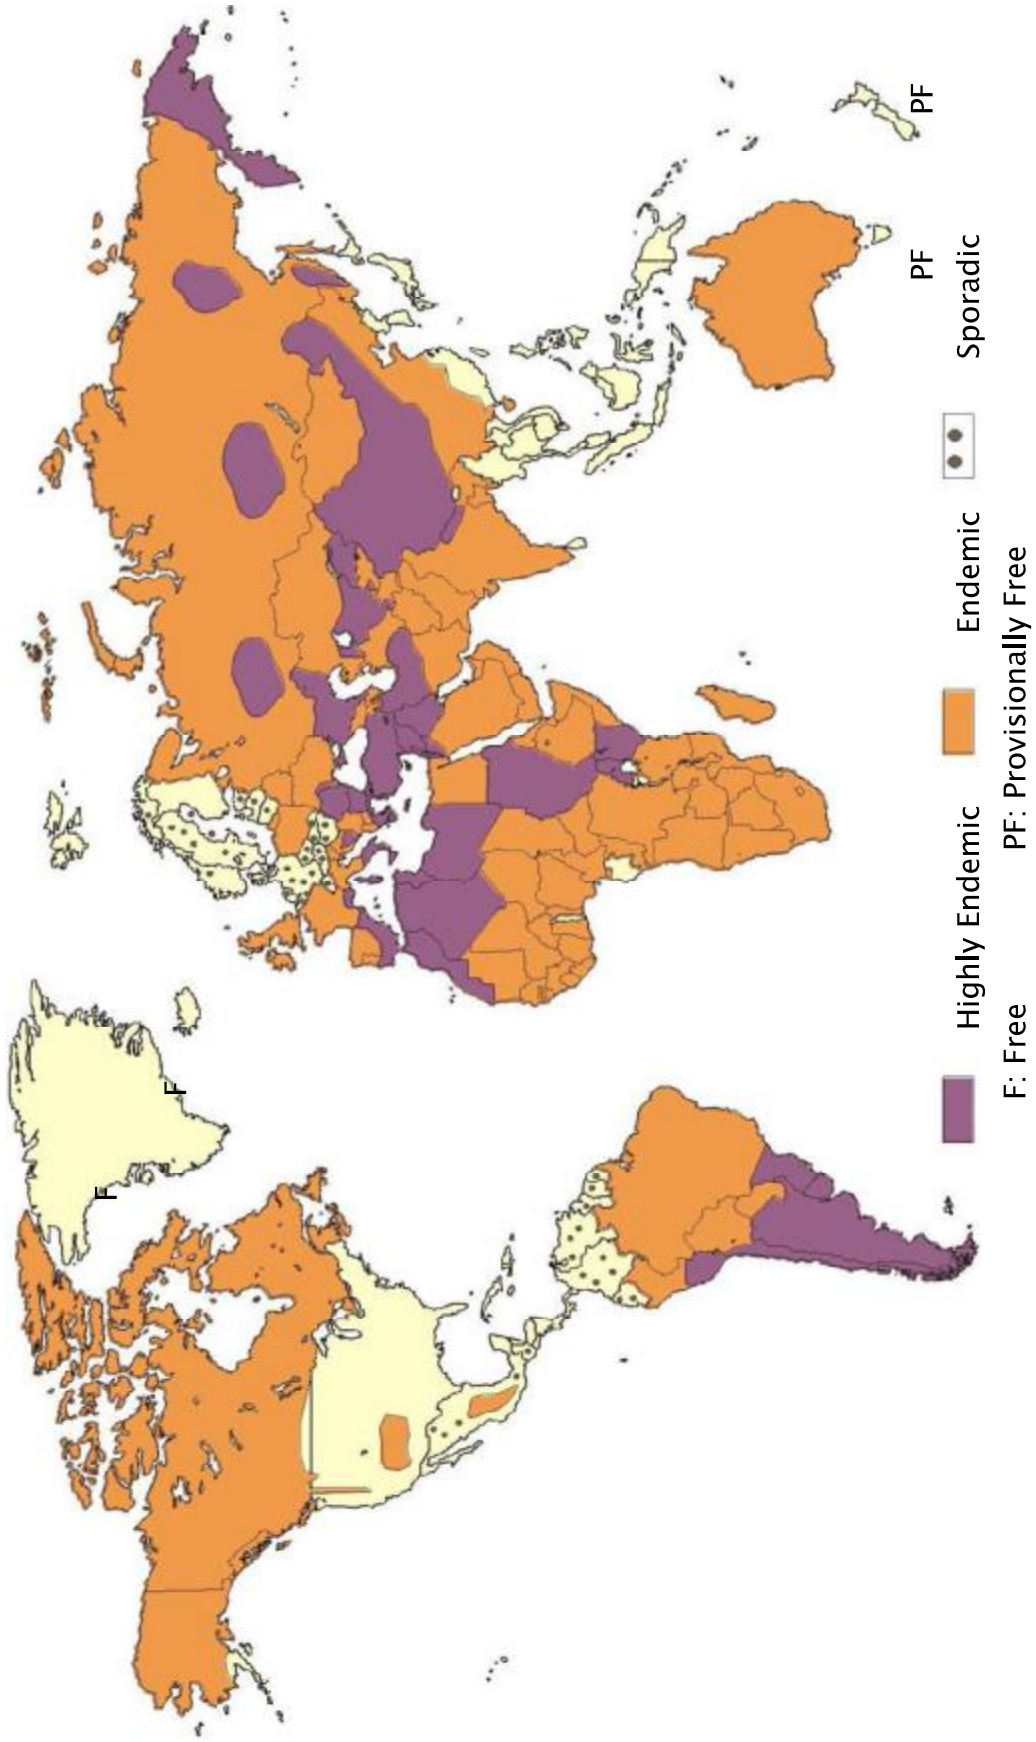 F
F
PF
PF
Highly Endemic
Endemic
Sporadic
F: Free
PF: Provisionally Free